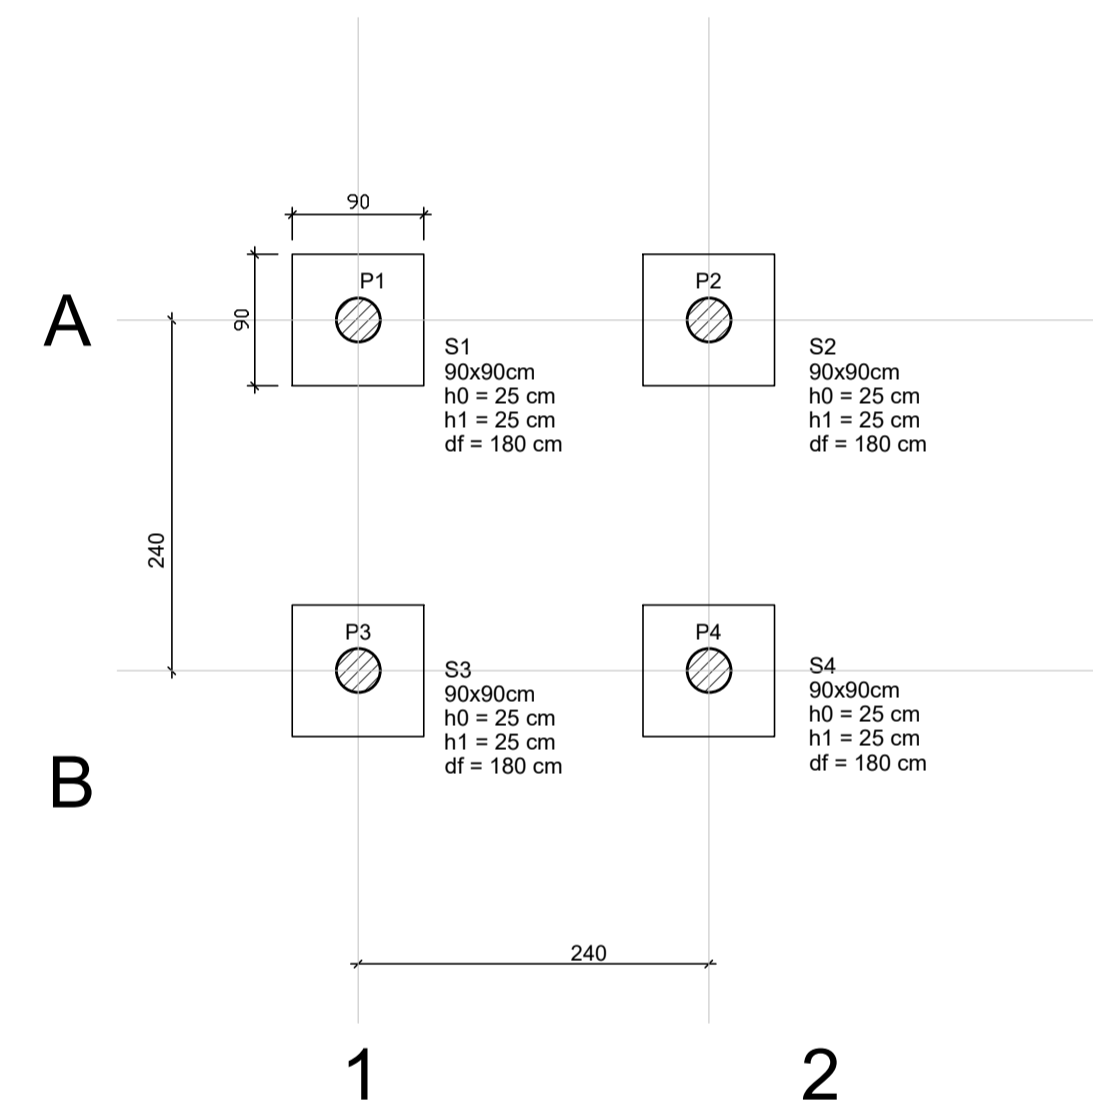 90
P1
P2
A
90
S1
90x90cm
h0 = 25 cm
h1 = 25 cm
df = 180 cm
S2
90x90cm
h0 = 25 cm
h1 = 25 cm
df = 180 cm
240
P3
P4
S3
90x90cm
h0 = 25 cm
h1 = 25 cm
df = 180 cm
S4
90x90cm
h0 = 25 cm
h1 = 25 cm
df = 180 cm
B
240
1
2